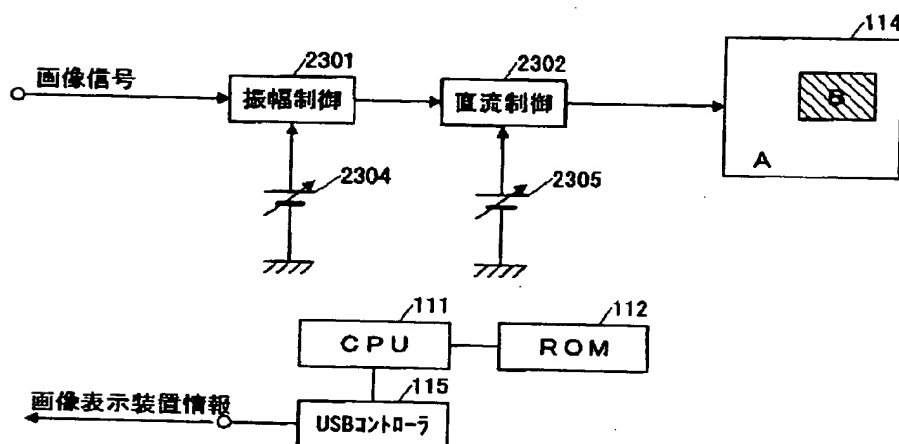 114
2301
2302
画像信号
振幅制御
直流制御
B
A
2304
2305
111
112
CPU
ROM
115
画像表示装置情報
USBコントローラ